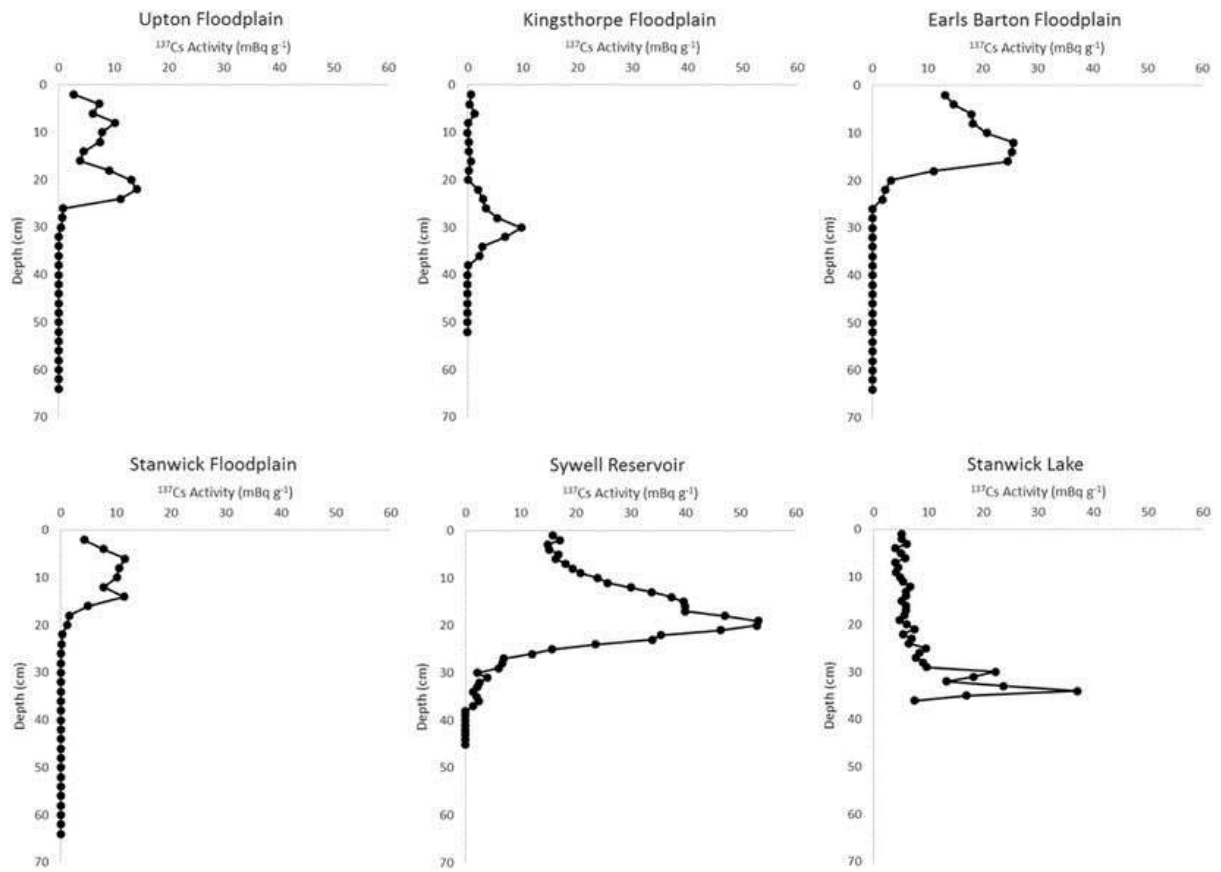 Upton Floodplain
¹³⁷Cs Activity (mBq g⁻¹)
0 10 20 30 40 50 60
0
10
20
30
40
50
60
70
Depth (cm)
Kingsthorpe Floodplain
¹³⁷Cs Activity (mBq g⁻¹)
0 10 20 30 40 50 60
0
10
20
30
40
50
60
70
Depth (cm)
Earls Barton Floodplain
¹³⁷Cs Activity (mBq g⁻¹)
0 10 20 30 40 50 60
0
10
20
30
40
50
60
70
Depth (cm)
Stanwick Floodplain
¹³⁷Cs Activity (mBq g⁻¹)
0 10 20 30 40 50 60
0
10
20
30
40
50
60
70
Depth (cm)
Sywell Reservoir
¹³⁷Cs Activity (mBq g⁻¹)
0 10 20 30 40 50 60
0
10
20
30
40
50
60
70
Depth (cm)
Stanwick Lake
¹³⁷Cs Activity (mBq g⁻¹)
0 10 20 30 40 50 60
0
10
20
30
40
50
60
70
Depth (cm)